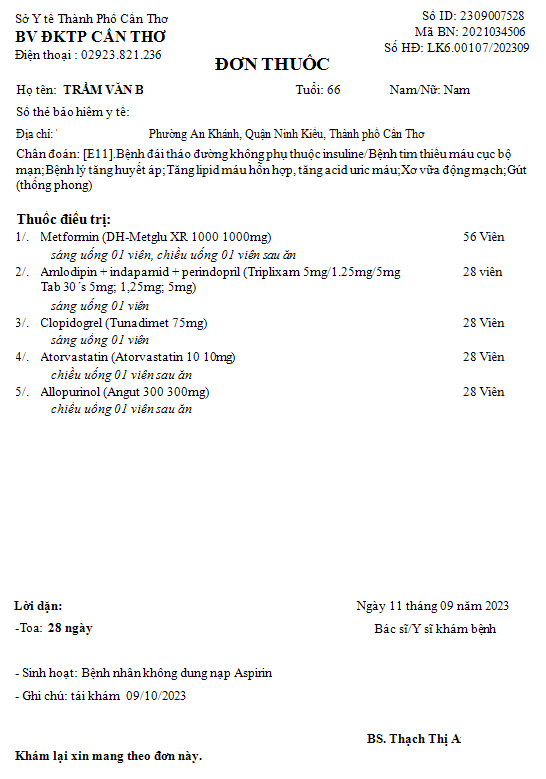 Sở Y tế Thành Phố Cần Thơ
Số ID: 2309007528
BV ĐKTP CẦN THƠ
Mã BN: 2021034506
Điện thoại : 02923.821.236
Số HĐ: LK6.00107/202309
ĐƠN THUỐC
Họ tên: TRẦM VĂN B
Tuổi: 66
Nam/Nữ: Nam
Số thẻ bảo hiểm y tế:
Địa chỉ: Phường An Khánh, Quận Ninh Kiều, Thành phố Cần Thơ
Chẩn đoán: [E11].Bệnh đái tháo đường không phụ thuộc insuline/Bệnh tim thiếu máu cục bộ
mạn;Bệnh lý tăng huyết áp;Tăng lipid máu hỗn hợp, tăng acid uric máu;Xơ vữa động mạch;Gút
(thống phong)
Thuốc điều trị:
1/. Metformin (DH-Metglu XR 1000 1000mg) 56 Viên
sáng uống 01 viên, chiều uống 01 viên sau ăn
2/. Amlodipin + indapamid + perindopril (Triplixam 5mg/1.25mg/5mg 28 viên
Tab 30´s 5mg; 1,25mg; 5mg)
sáng uống 01 viên
3/. Clopidogrel (Tunadimet 75mg) 28 Viên
sáng uống 01 viên
4/. Atorvastatin (Atorvastatin 10 10mg) 28 Viên
chiều uống 01 viên sau ăn
5/. Allopurinol (Angut 300 300mg) 28 Viên
chiều uống 01 viên sau ăn
Lời dặn:
Ngày 11 tháng 09 năm 2023
-Toa: 28 ngày
Bác sĩ/Y sĩ khám bệnh
- Sinh hoạt: Bệnh nhân không dung nạp Aspirin
- Ghi chú: tái khám 09/10/2023
BS. Thạch Thị A
Khám lại xin mang theo đơn này.